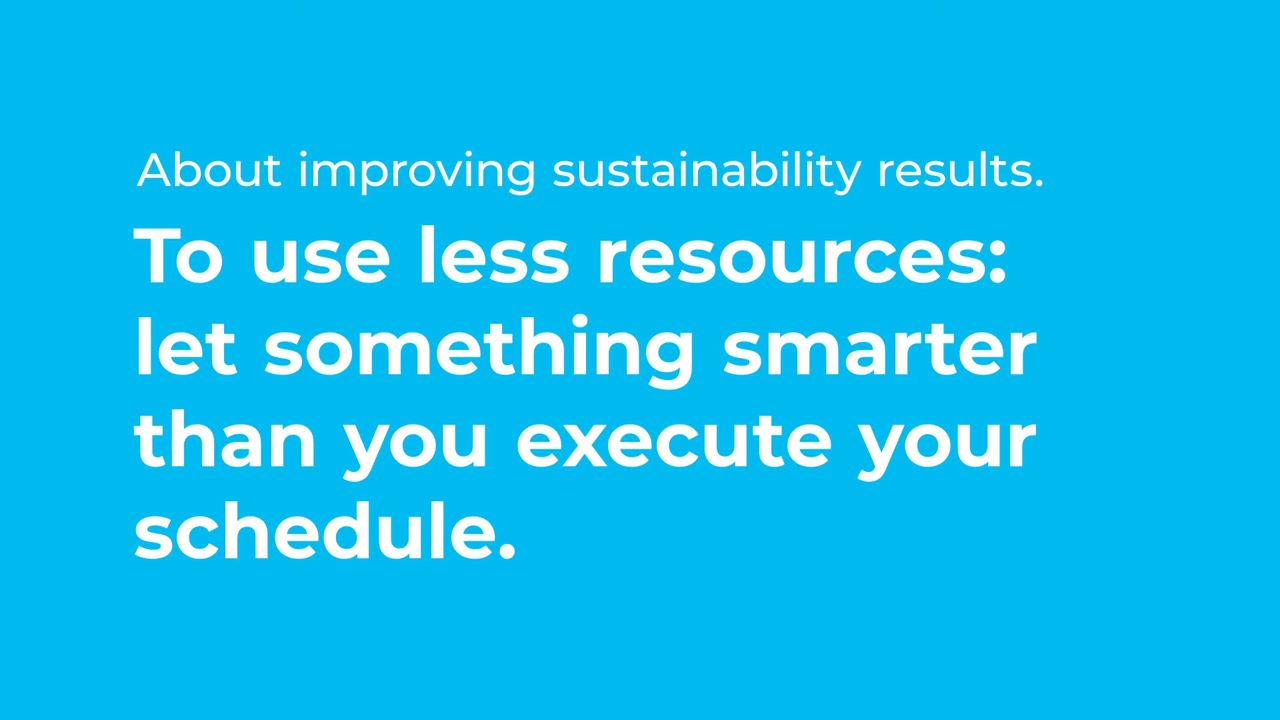 About improving sustainability results.
To use less resources:
let something smarter
than you execute your
schedule.